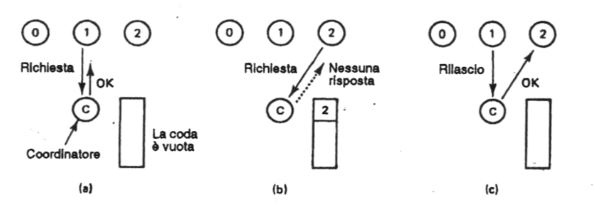 0 1 2
Richiesta
OK
C
Coordinatore
La coda
è vuota
(a)
0 1 2
Richiesta
Nessuna
risposta
C
2
(b)
0 1 2
Rilascio
OK
C
(c)